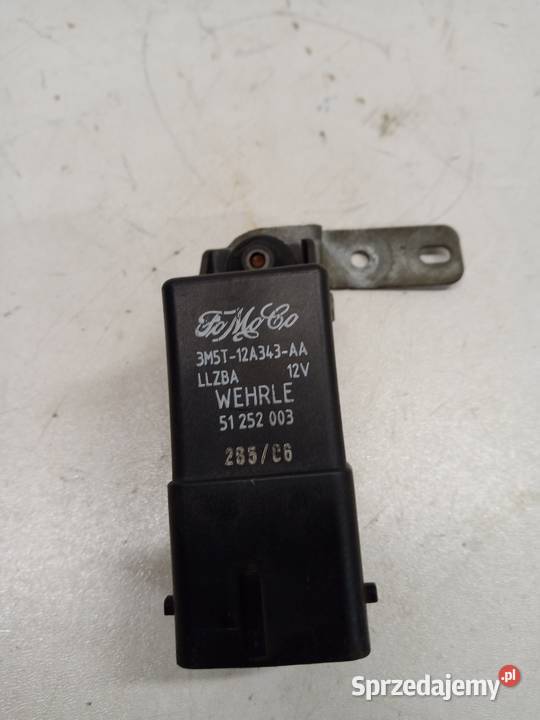 FoMoCo
3M5T-12A343-AA
LLZBA 12V
WEHRLE
51 252 003
285/06
Sprzedajemy.pl